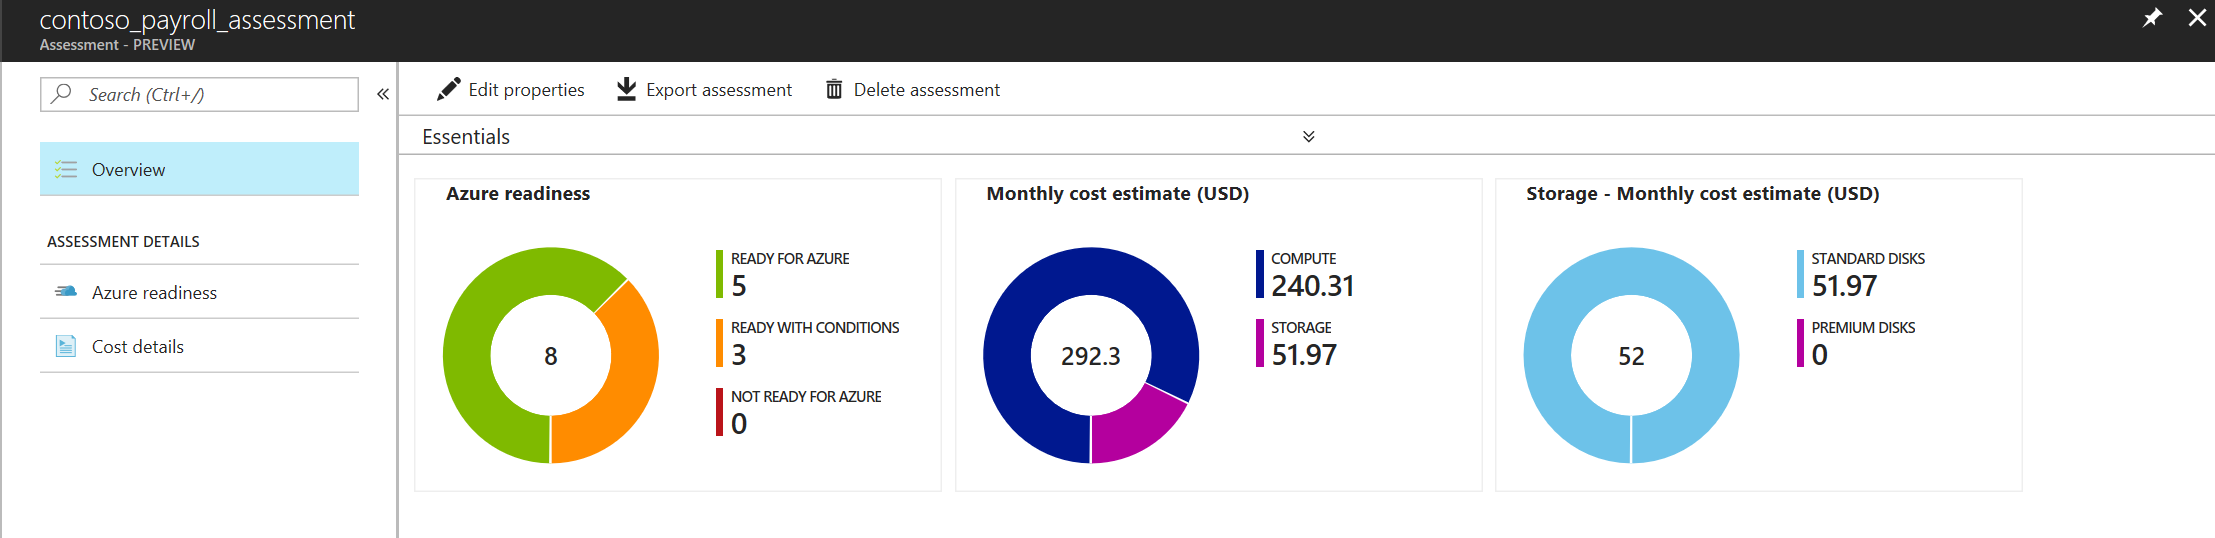 contoso_payroll_assessment
Assessment - PREVIEW
Search (Ctrl+/)
Overview
ASSESSMENT DETAILS
Azure readiness
Cost details
Edit properties
Export assessment
Delete assessment
Essentials
Azure readiness
8
READY FOR AZURE
5
READY WITH CONDITIONS
3
NOT READY FOR AZURE
0
Monthly cost estimate (USD)
292.3
COMPUTE
240.31
STORAGE
51.97
Storage - Monthly cost estimate (USD)
52
STANDARD DISKS
51.97
PREMIUM DISKS
0